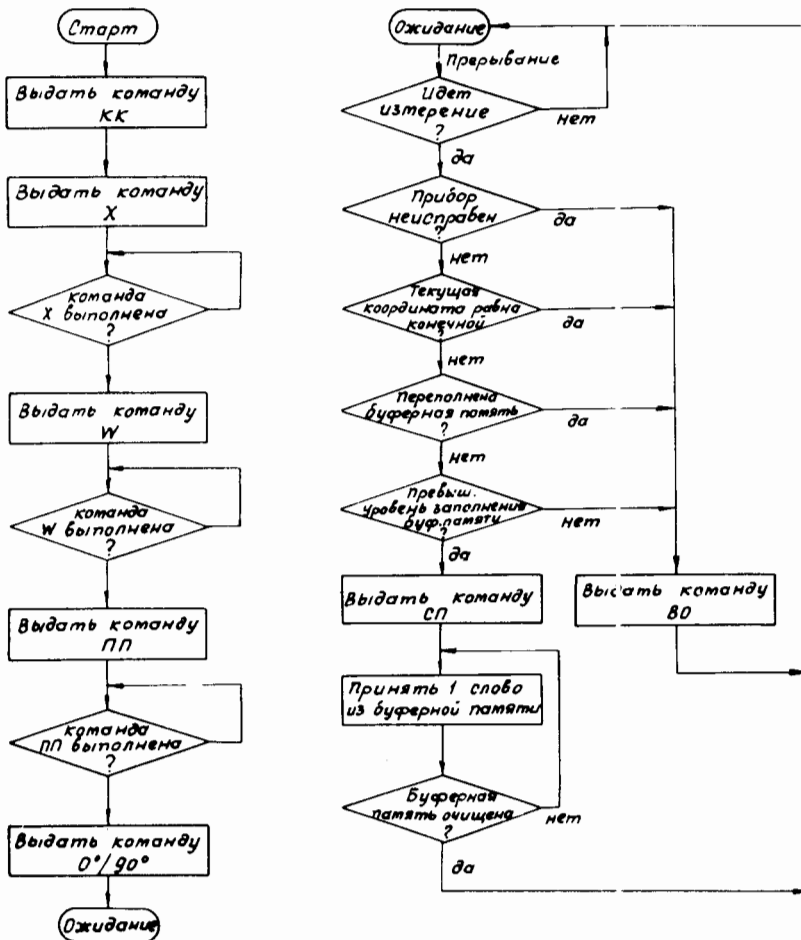 Старт
Выдать команду
КК
Выдать команду
X
команда
X выполнена
?
Выдать команду
W
команда
W выполнена
?
Выдать команду
ПП
команда
ПП выполнена
?
Выдать команду
0°/90°
Ожидание
Ожидание
Прерывание
Идет
измерение
?
нет
да
Прибор
неисправен
?
да
нет
Текущая
координата равна
конечной
?
да
нет
Переполнена
буферная память
?
да
нет
Превыш.
уровень заполнения
буф.памяти
?
нет
да
Выдать команду
СП
Выдать команду
ВО
Принять 1 слово
из буферной памяти
Буферная
память очищена
?
нет
да